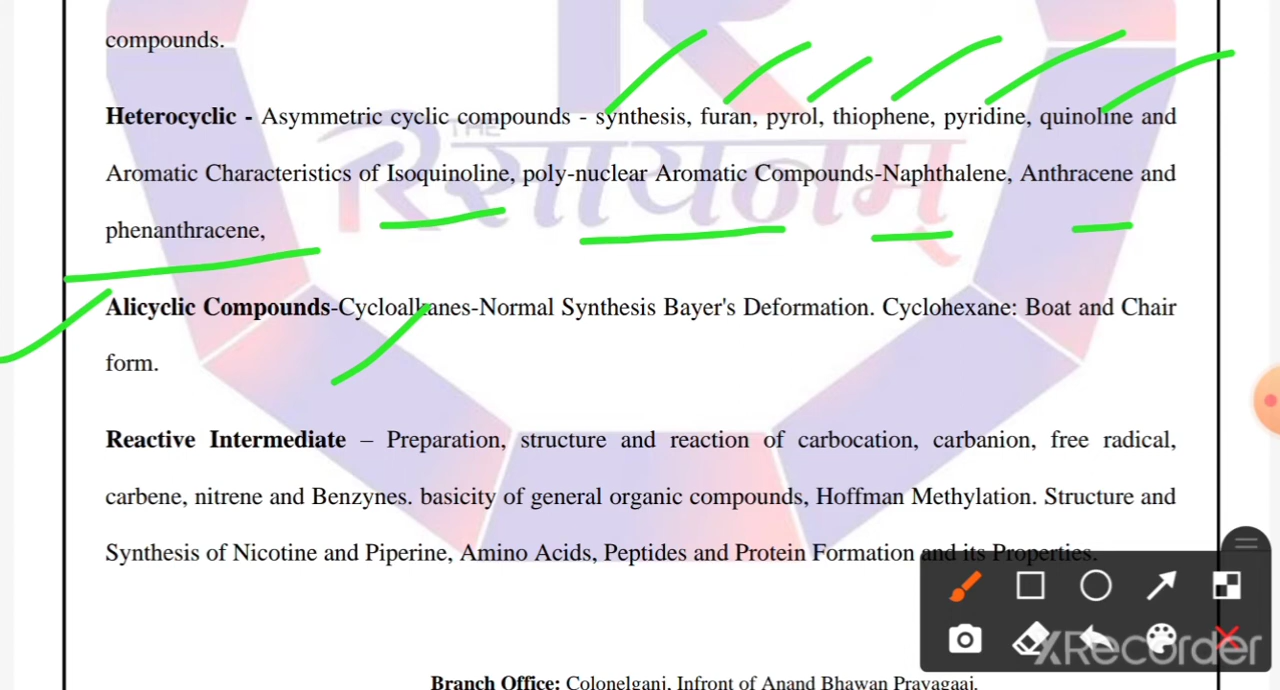 compounds.
Heterocyclic - Asymmetric cyclic compounds - synthesis, furan, pyrol, thiophene, pyridine, quinoline and
Aromatic Characteristics of Isoquinoline, poly-nuclear Aromatic Compounds-Naphthalene, Anthracene and
phenanthracene,
THE
रिसायनम्
Alicyclic Compounds-Cycloalkanes-Normal Synthesis Bayer's Deformation. Cyclohexane: Boat and Chair
form.
Reactive Intermediate – Preparation, structure and reaction of carbocation, carbanion, free radical,
carbene, nitrene and Benzynes. basicity of general organic compounds, Hoffman Methylation. Structure and
Synthesis of Nicotine and Piperine, Amino Acids, Peptides and Protein Formation and its Properties.
XRecorder
Branch Office: Colonelganj, Infront of Anand Bhawan Prayagaj.